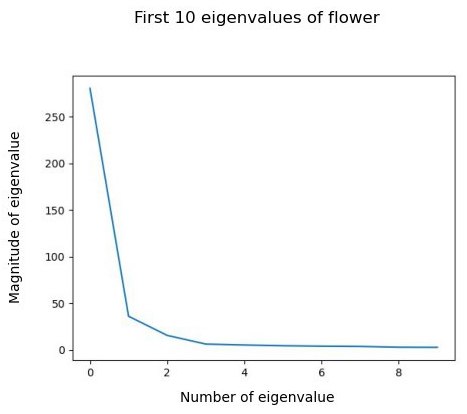 First 10 eigenvalues of flower
250
200
150
100
50
0
Magnitude of eigenvalue
0 2 4 6 8
Number of eigenvalue